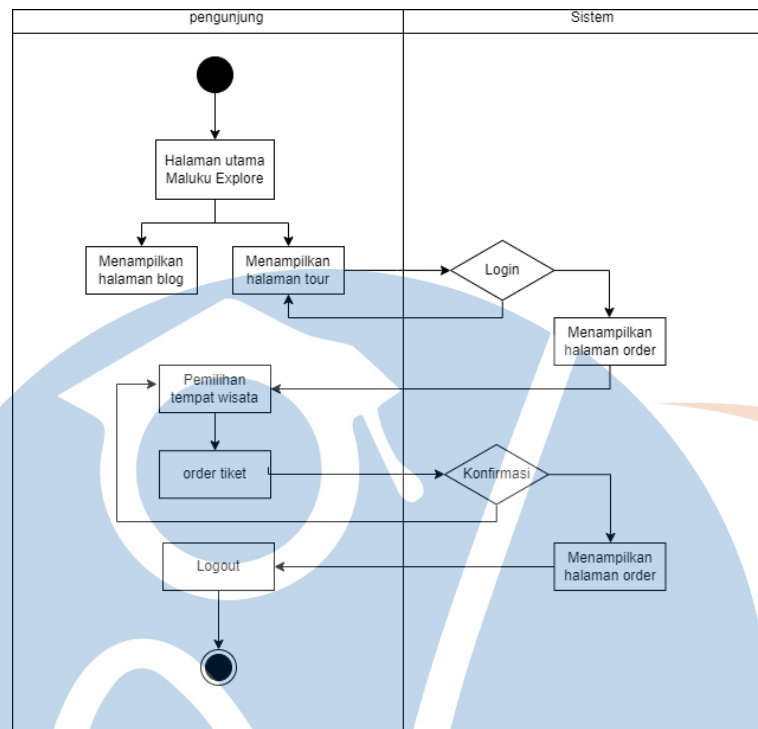 pengunjung
Sistem
Halaman utama
Maluku Explore
Menampilkan
halaman blog
Menampilkan
halaman tour
Login
Menampilkan
halaman order
Pemilihan
tempat wisata
order tiket
Konfirmasi
Menampilkan
halaman order
Logout